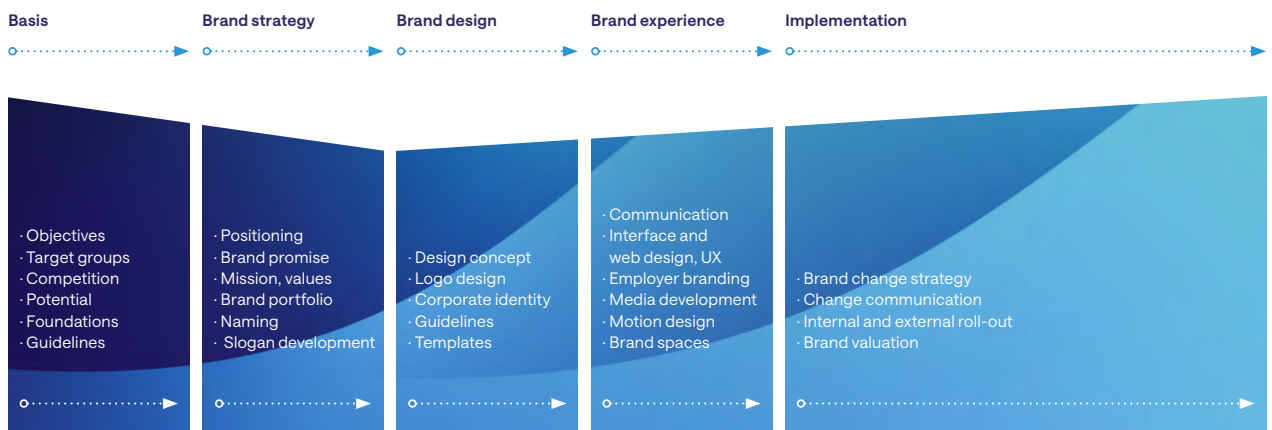 Basis
Brand strategy
Brand design
Brand experience
Implementation
· Objectives
· Target groups
· Competition
· Potential
· Foundations
· Guidelines
· Positioning
· Brand promise
· Mission, values
· Brand portfolio
· Naming
· Slogan development
· Design concept
· Logo design
· Corporate identity
· Guidelines
· Templates
· Communication
· Interface and
web design, UX
· Employer branding
· Media development
· Motion design
· Brand spaces
· Brand change strategy
· Change communication
· Internal and external roll-out
· Brand valuation